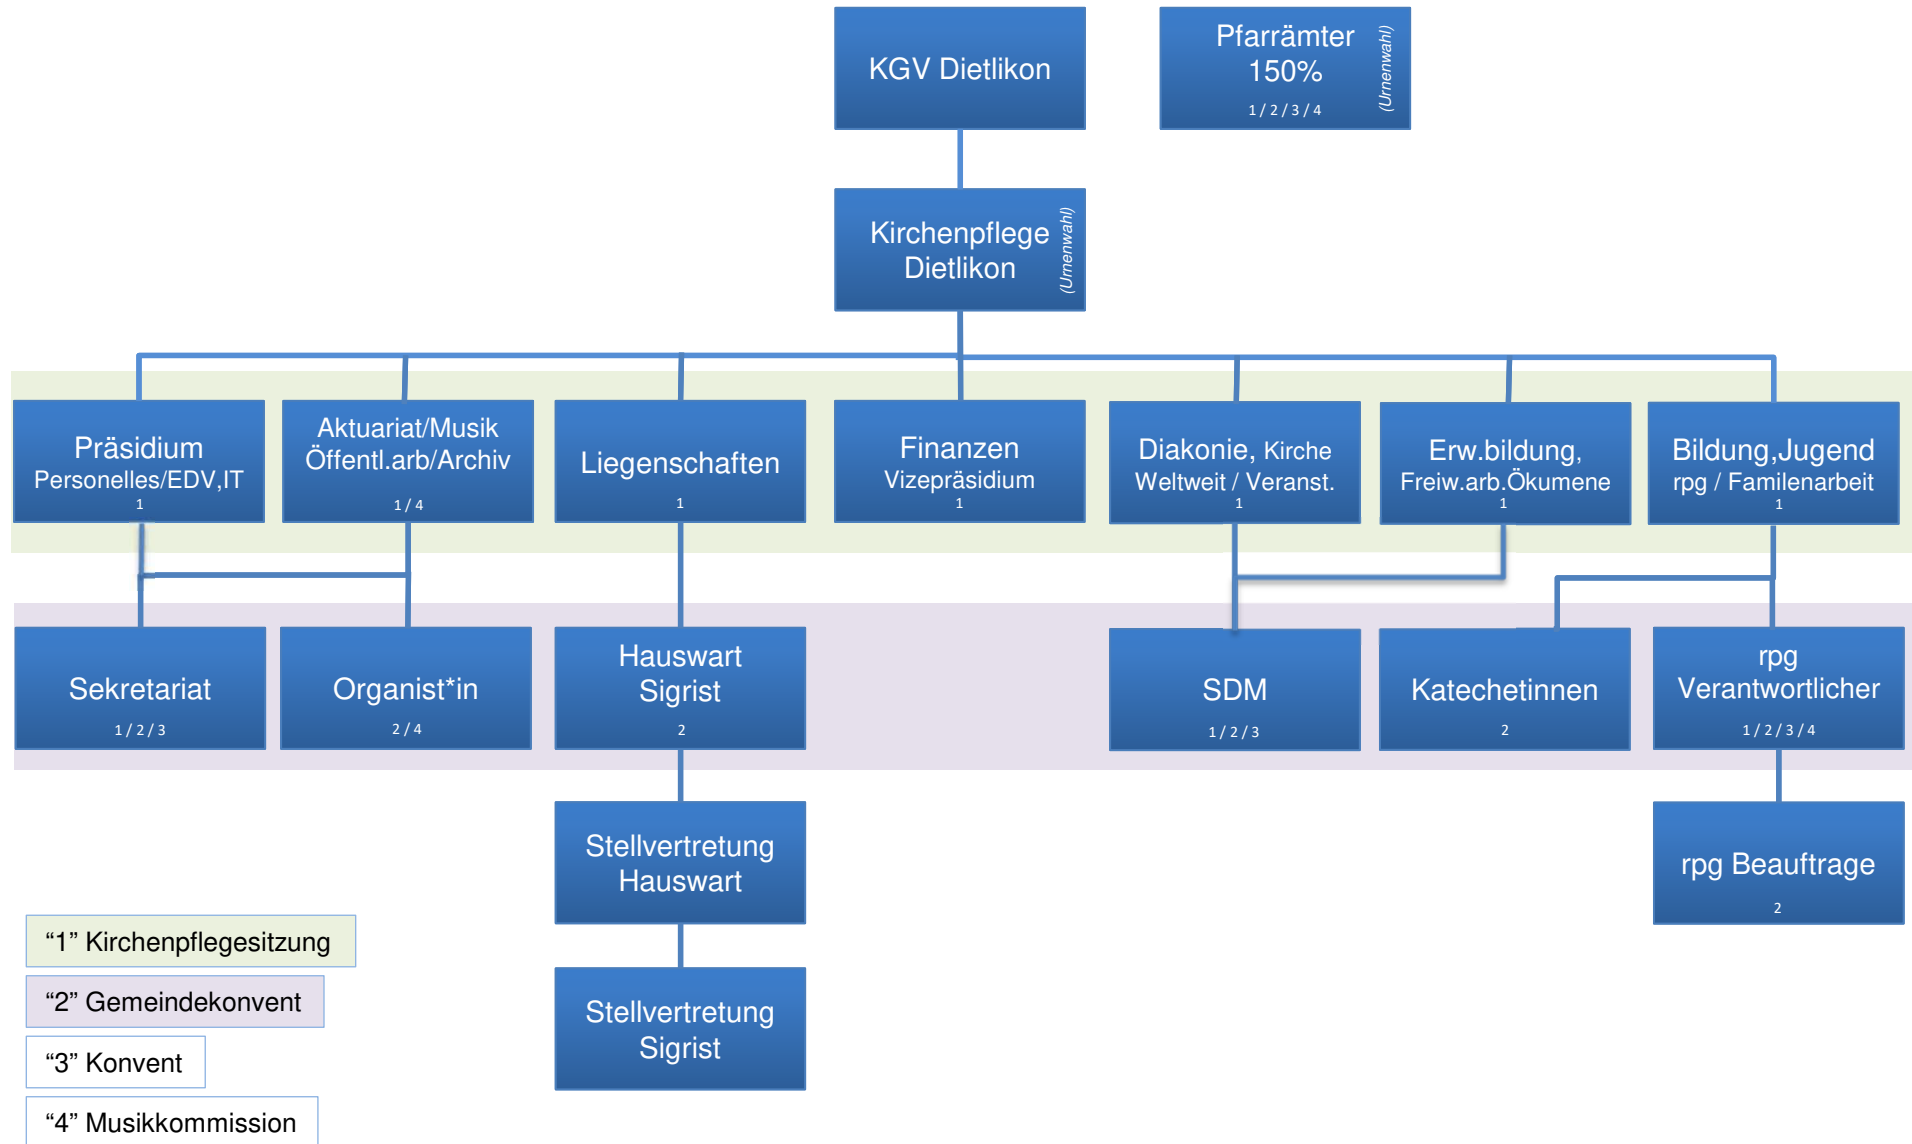 KGV Dietlikon
Pfarrämter
150%
1 / 2 / 3 / 4
(Urnenwahl)
Kirchenpflege
Dietlikon
(Urnenwahl)
Präsidium
Personelles/EDV,IT
1
Aktuariat/Musik
Öffentl.arb/Archiv
1 / 4
Liegenschaften
1
Finanzen
Vizepräsidium
1
Diakonie, Kirche
Weltweit / Veranst.
1
Erw.bildung,
Freiw.arb.Ökumene
1
Bildung,Jugend
rpg / Familenarbeit
1
Sekretariat
1 / 2 / 3
Organist*in
2 / 4
Hauswart
Sigrist
2
SDM
1 / 2 / 3
Katechetinnen
2
rpg
Verantwortlicher
1 / 2 / 3 / 4
Stellvertretung
Hauswart
rpg Beauftrage
2
Stellvertretung
Sigrist
“1” Kirchenpflegesitzung
“2” Gemeindekonvent
“3” Konvent
“4” Musikkommission